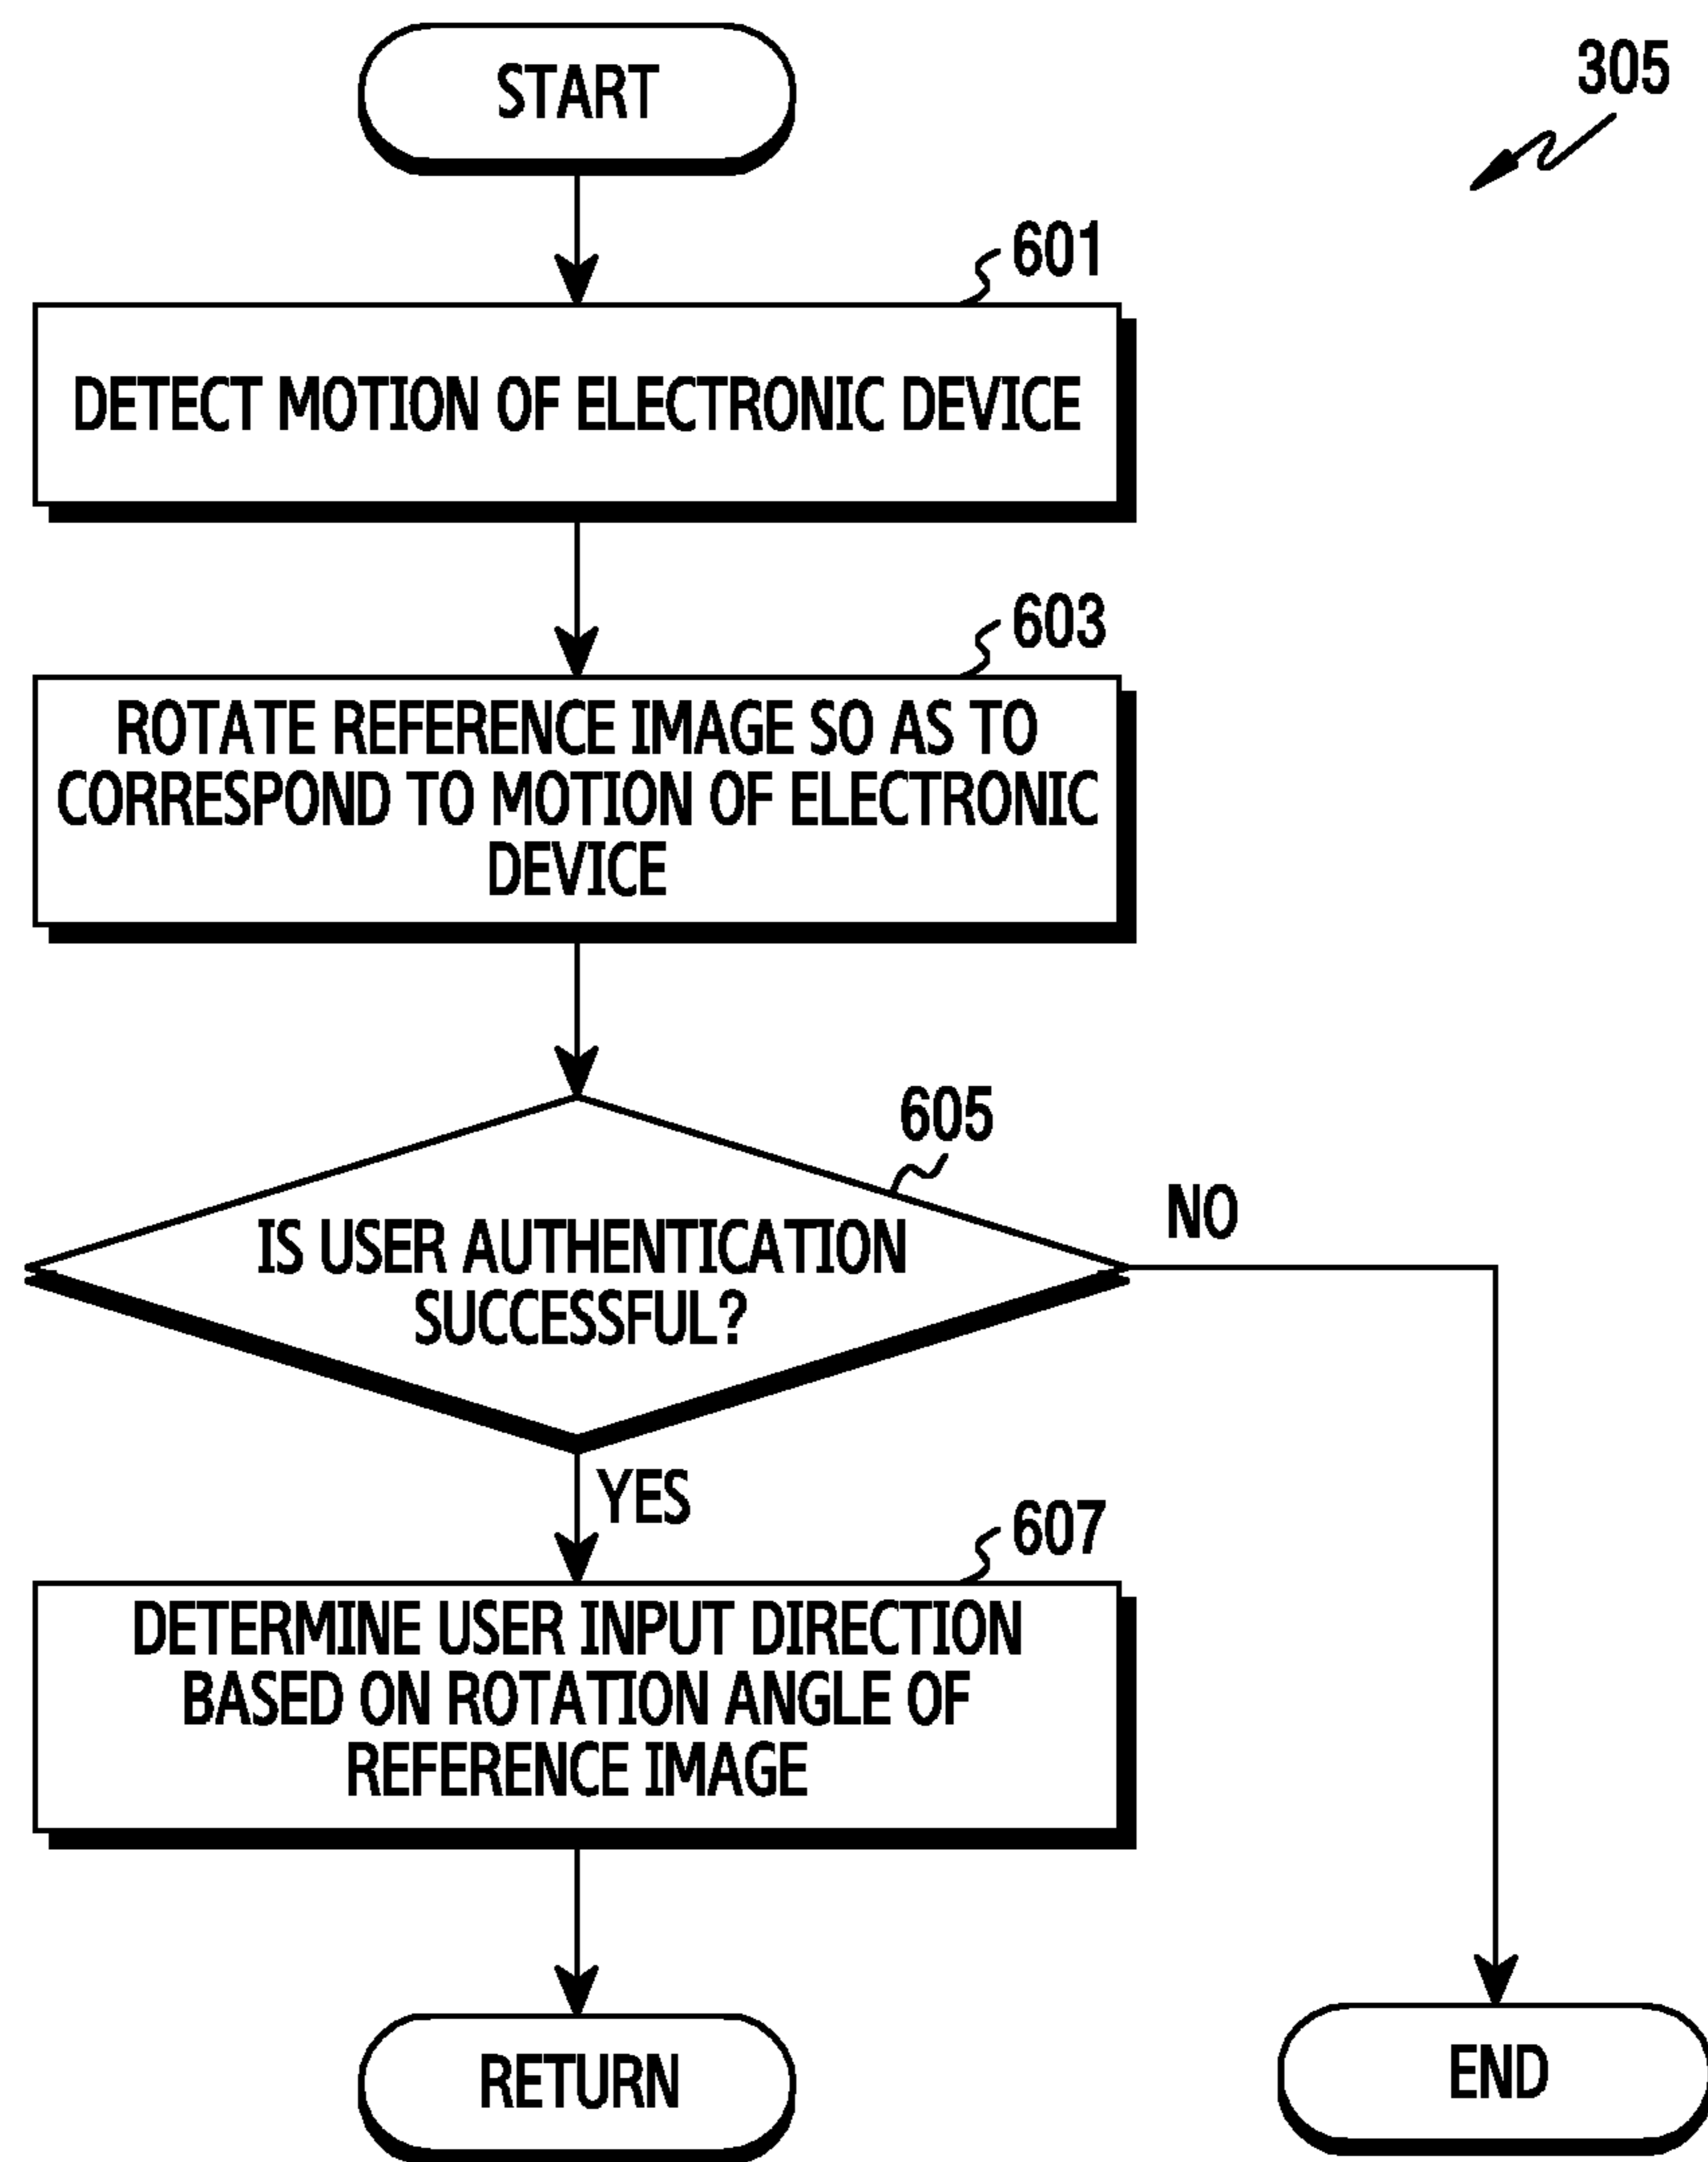 START
305
601
DETECT MOTION OF ELECTRONIC DEVICE
603
ROTATE REFERENCE IMAGE SO AS TO
CORRESPOND TO MOTION OF ELECTRONIC
DEVICE
605
IS USER AUTHENTICATION
SUCCESSFUL?
NO
YES
607
DETERMINE USER INPUT DIRECTION
BASED ON ROTATION ANGLE OF
REFERENCE IMAGE
RETURN
END